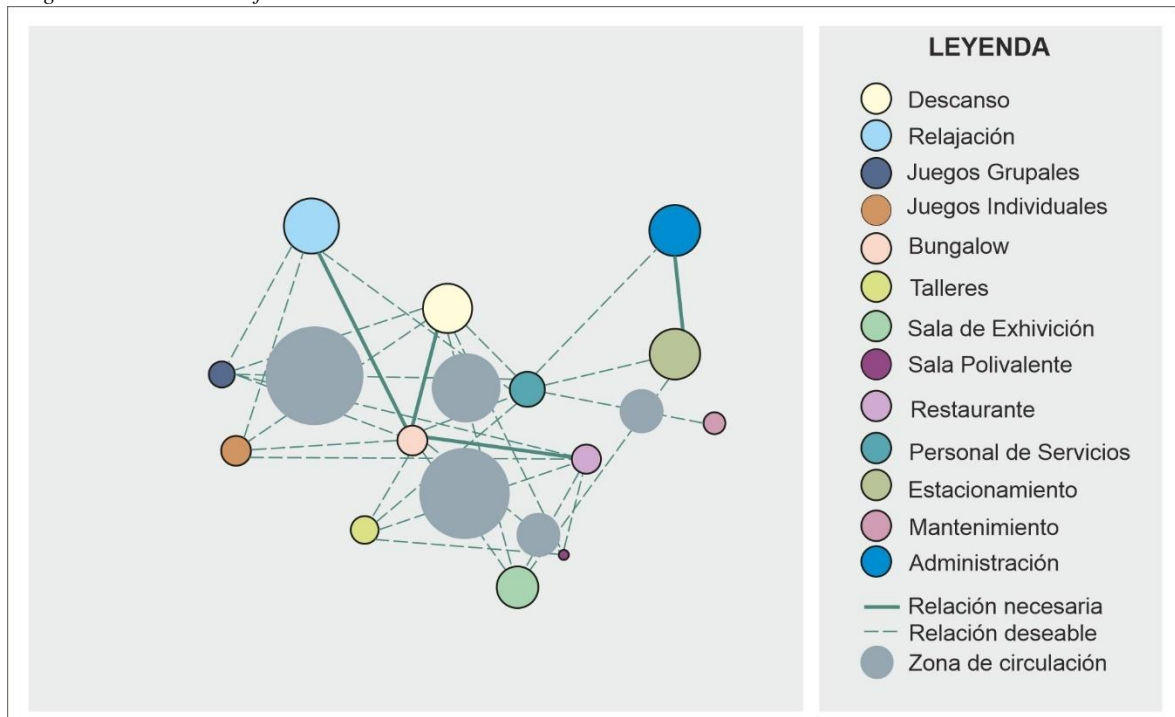 LEYENDA
Descanso
Relajación
Juegos Grupales
Juegos Individuales
Bungalow
Talleres
Sala de Exhivición
Sala Polivalente
Restaurante
Personal de Servicios
Estacionamiento
Mantenimiento
Administración
Relación necesaria
Relación deseable
Zona de circulación